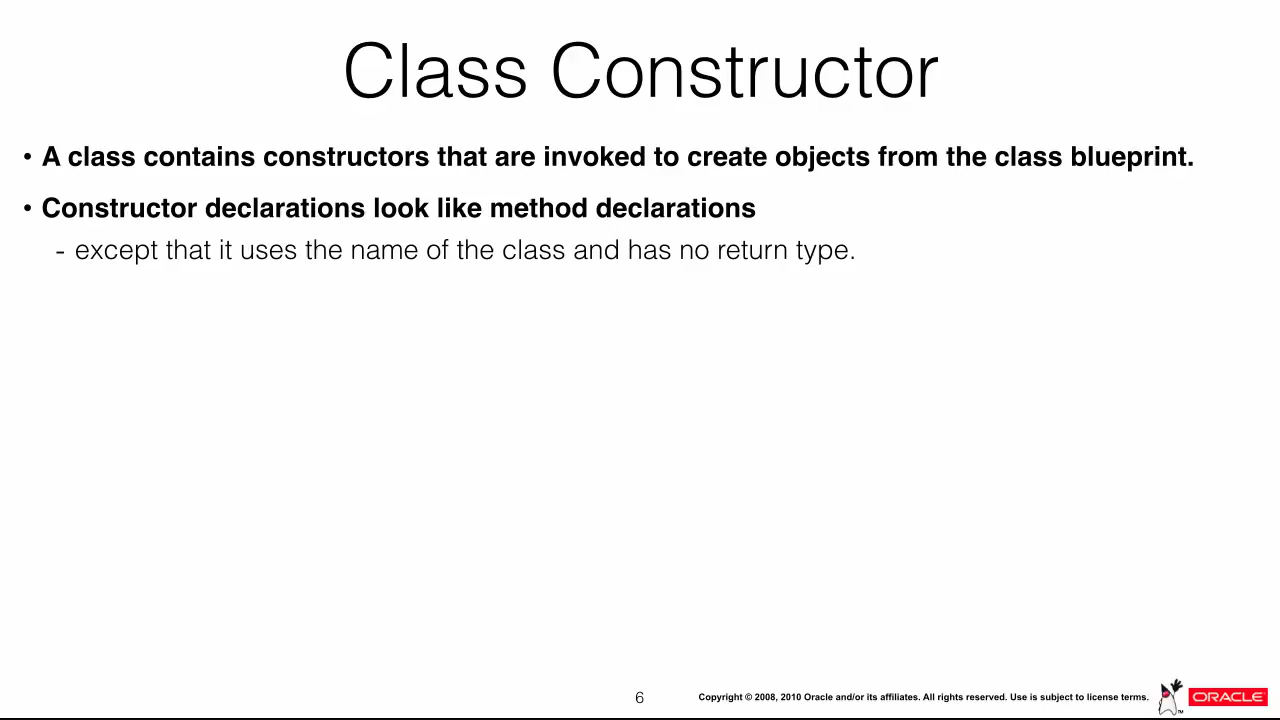 Class Constructor
• A class contains constructors that are invoked to create objects from the class blueprint.
• Constructor declarations look like method declarations
- except that it uses the name of the class and has no return type.
6
Copyright © 2008, 2010 Oracle and/or its affiliates. All rights reserved. Use is subject to license terms.
TM
ORACLE